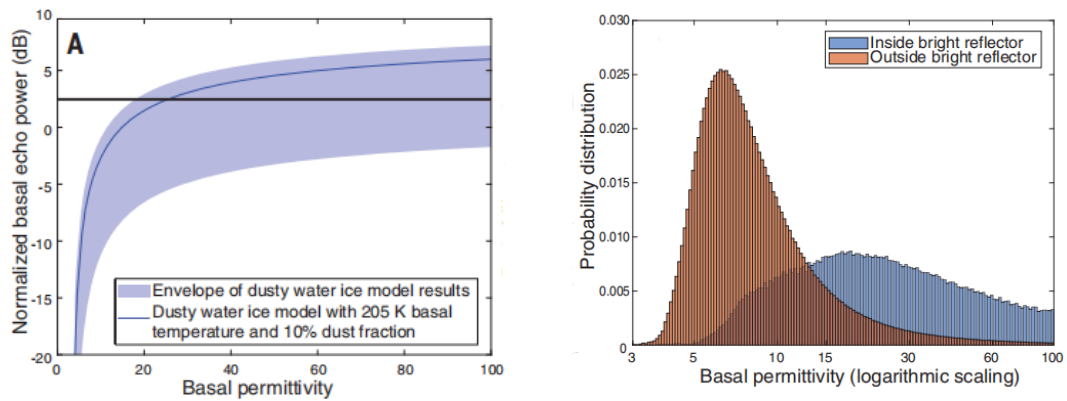 A
10
5
0
-5
-10
-15
-20
0
20
40
60
80
100
Normalized basal echo power (dB)
Basal permittivity
Envelope of dusty water ice model results
Dusty water ice model with 205 K basal
temperature and 10% dust fraction
0.030
0.025
0.020
0.015
0.010
0.005
0
3
5
10
15
30
60
100
Probability distribution
Basal permittivity (logarithmic scaling)
Inside bright reflector
Outside bright reflector